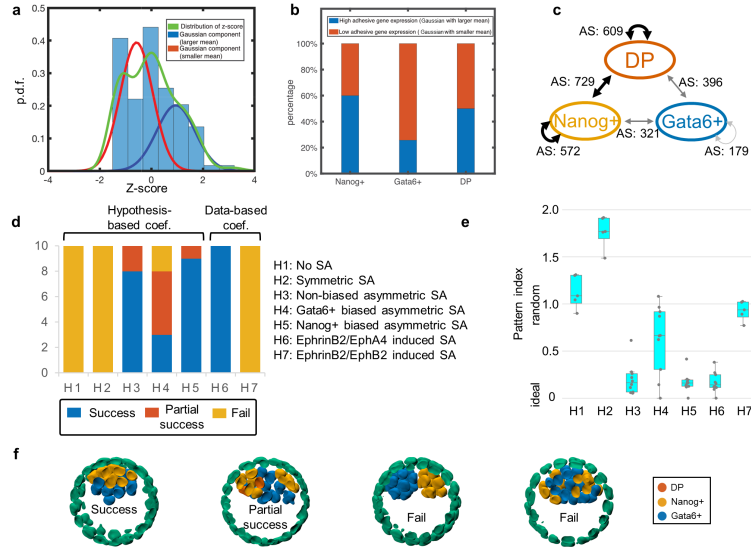 a
p.d.f.
0.5
0.4
0.3
0.2
0.1
0
-4
-2
0
2
4
Z-score
Distribution of z-score
Gaussian component
(larger mean)
Gaussian component
(smaller mean)
b
High adhesive gene expression (Gaussian with larger mean)
Low adhesive gene expression ( Gaussian with smaller mean)
percentage
100%
80%
60%
40%
20%
0%
Nanog+
Gata6+
DP
c
AS: 609
DP
AS: 729
AS: 396
Nanog+
Gata6+
AS: 321
AS: 572
AS: 179
d
Hypothesis-
based coef.
Data-based
coef.
10
8
6
4
2
0
H 1
H 2
H 3
H 4
H 5
H 6
H 7
Success
Partial
success
Fail
H1: No SA
H2: Symmetric SA
H3: Non-biased asymmetric SA
H4: Gata6+ biased asymmetric SA
H5: Nanog+ biased asymmetric SA
H6: EphrinB2/EphA4 induced SA
H7: EphrinB2/EphB2 induced SA
e
Pattern index
ideal
random
2.0
1.5
1.0
0.5
0
H1
H2
H3
H4
H5
H6
H7
f
Success
Partial
success
Fail
Fail
DP
Nanog+
Gata6+